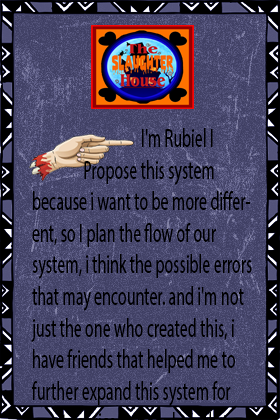 The
SLAUGHTER
House
I'm Rubiel I
Propose this system
because i want to be more differ-
ent, so I plan the flow of our
system, i think the possible errors
that may encounter. and i'm not
just the one who created this, i
have friends that helped me to
further expand this system for